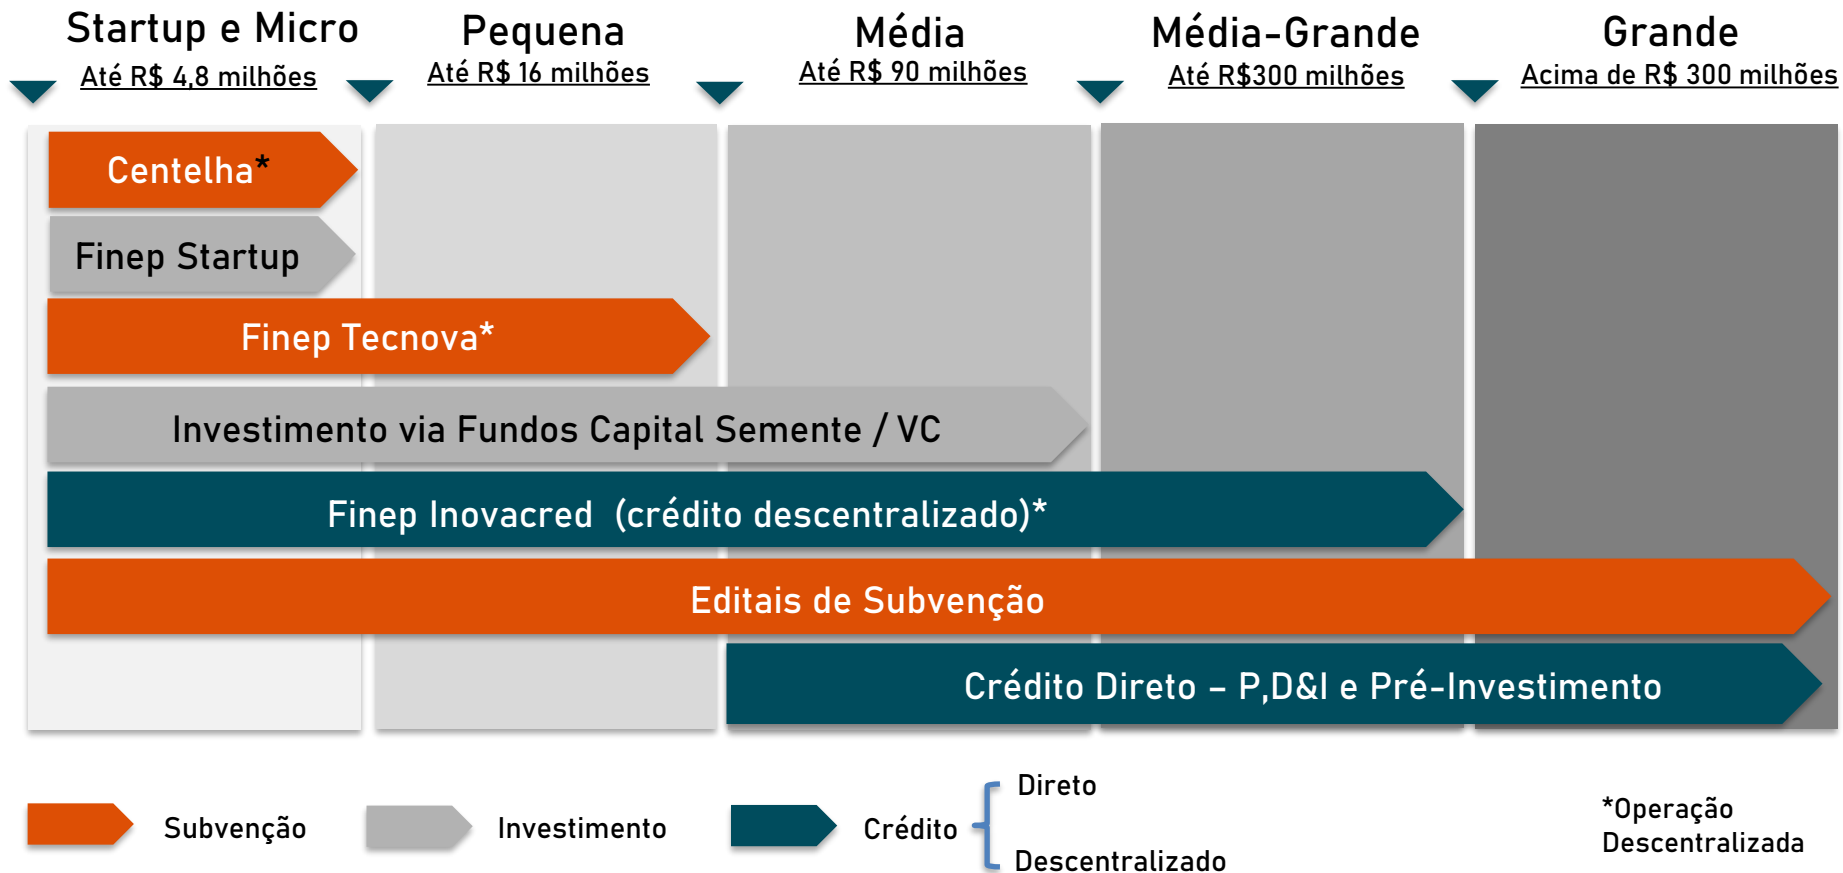 Startup e Micro
Até R$ 4,8 milhões
Pequena
Até R$ 16 milhões
Média
Até R$ 90 milhões
Média-Grande
Até R$300 milhões
Grande
Acima de R$ 300 milhões
Centelha*
Finep Startup
Finep Tecnova*
Investimento via Fundos Capital Semente / VC
Finep Inovacred (crédito descentralizado)*
Editais de Subvenção
Crédito Direto – P,D&I e Pré-Investimento
Subvenção
Investimento
Crédito
Direto
Descentralizado
*Operação
Descentralizada